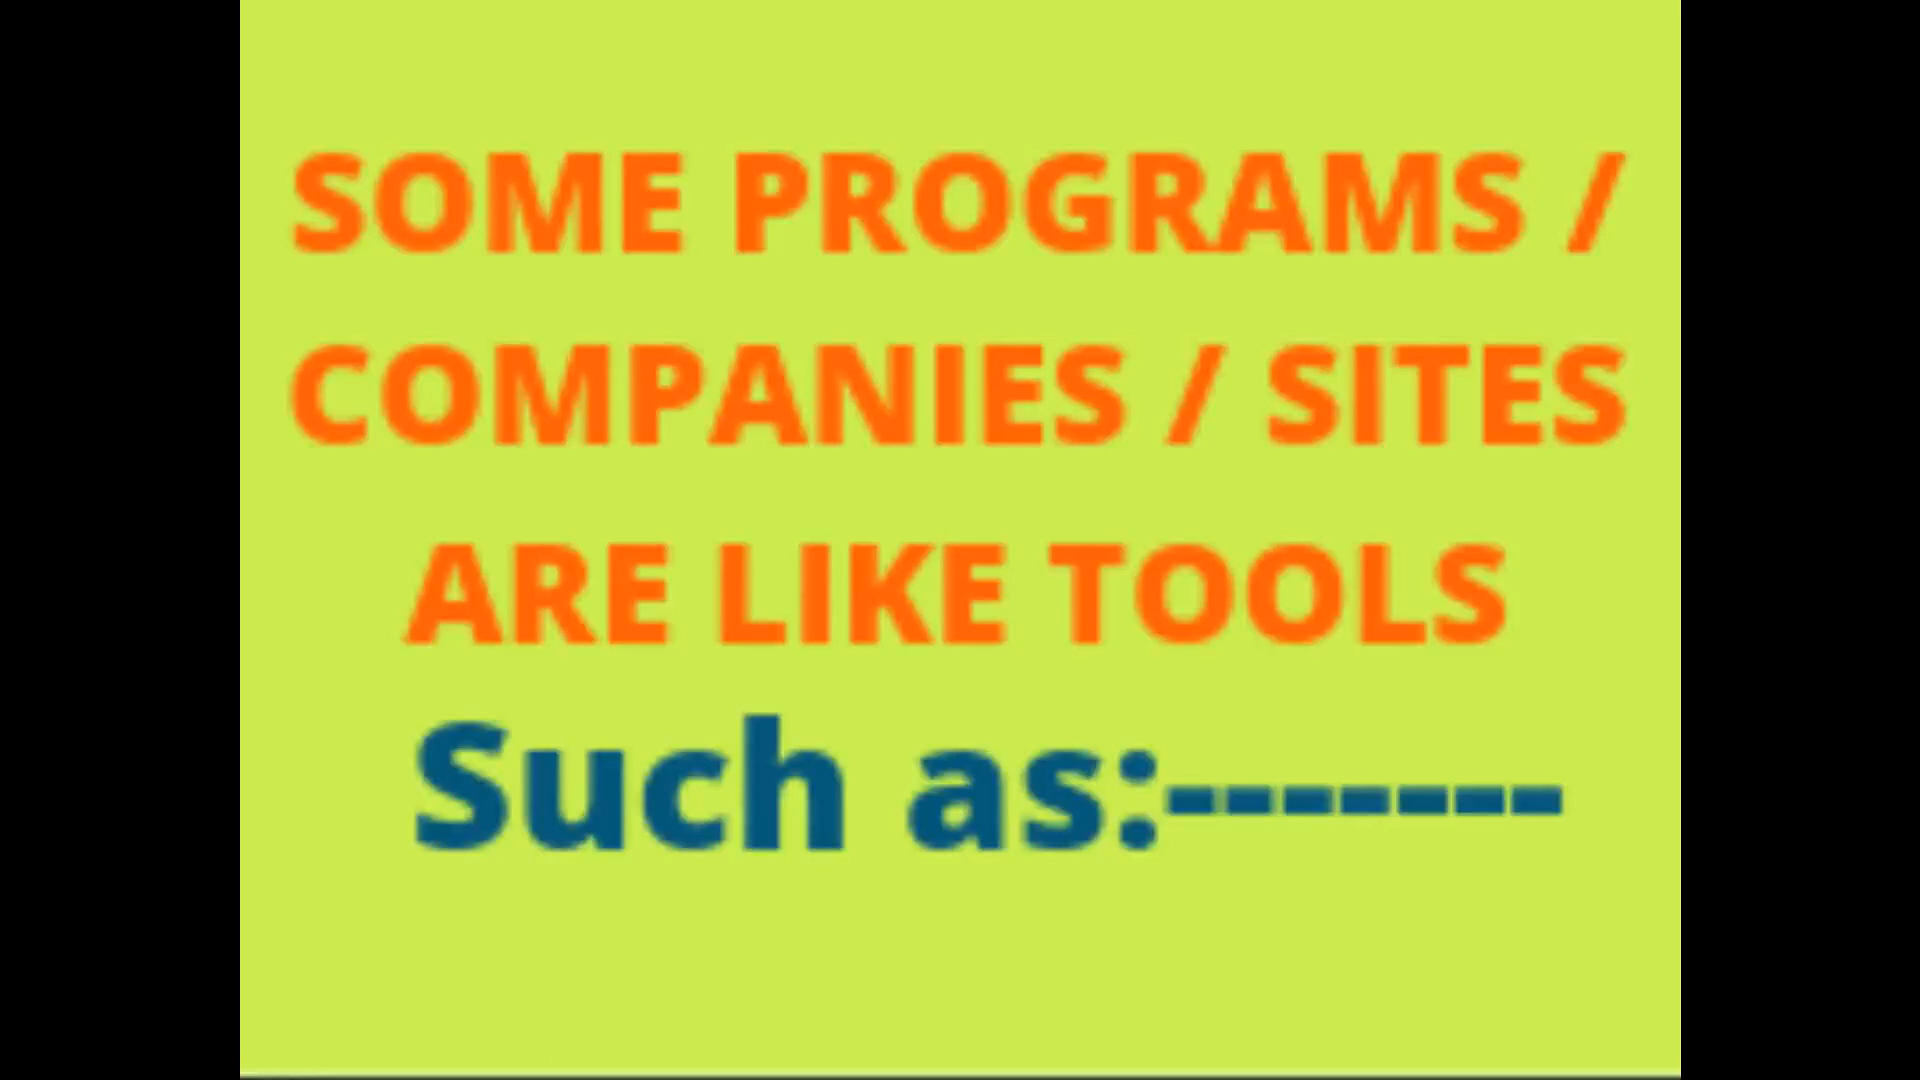 SOME PROGRAMS /
COMPANIES / SITES
ARE LIKE TOOLS
Such as:-------